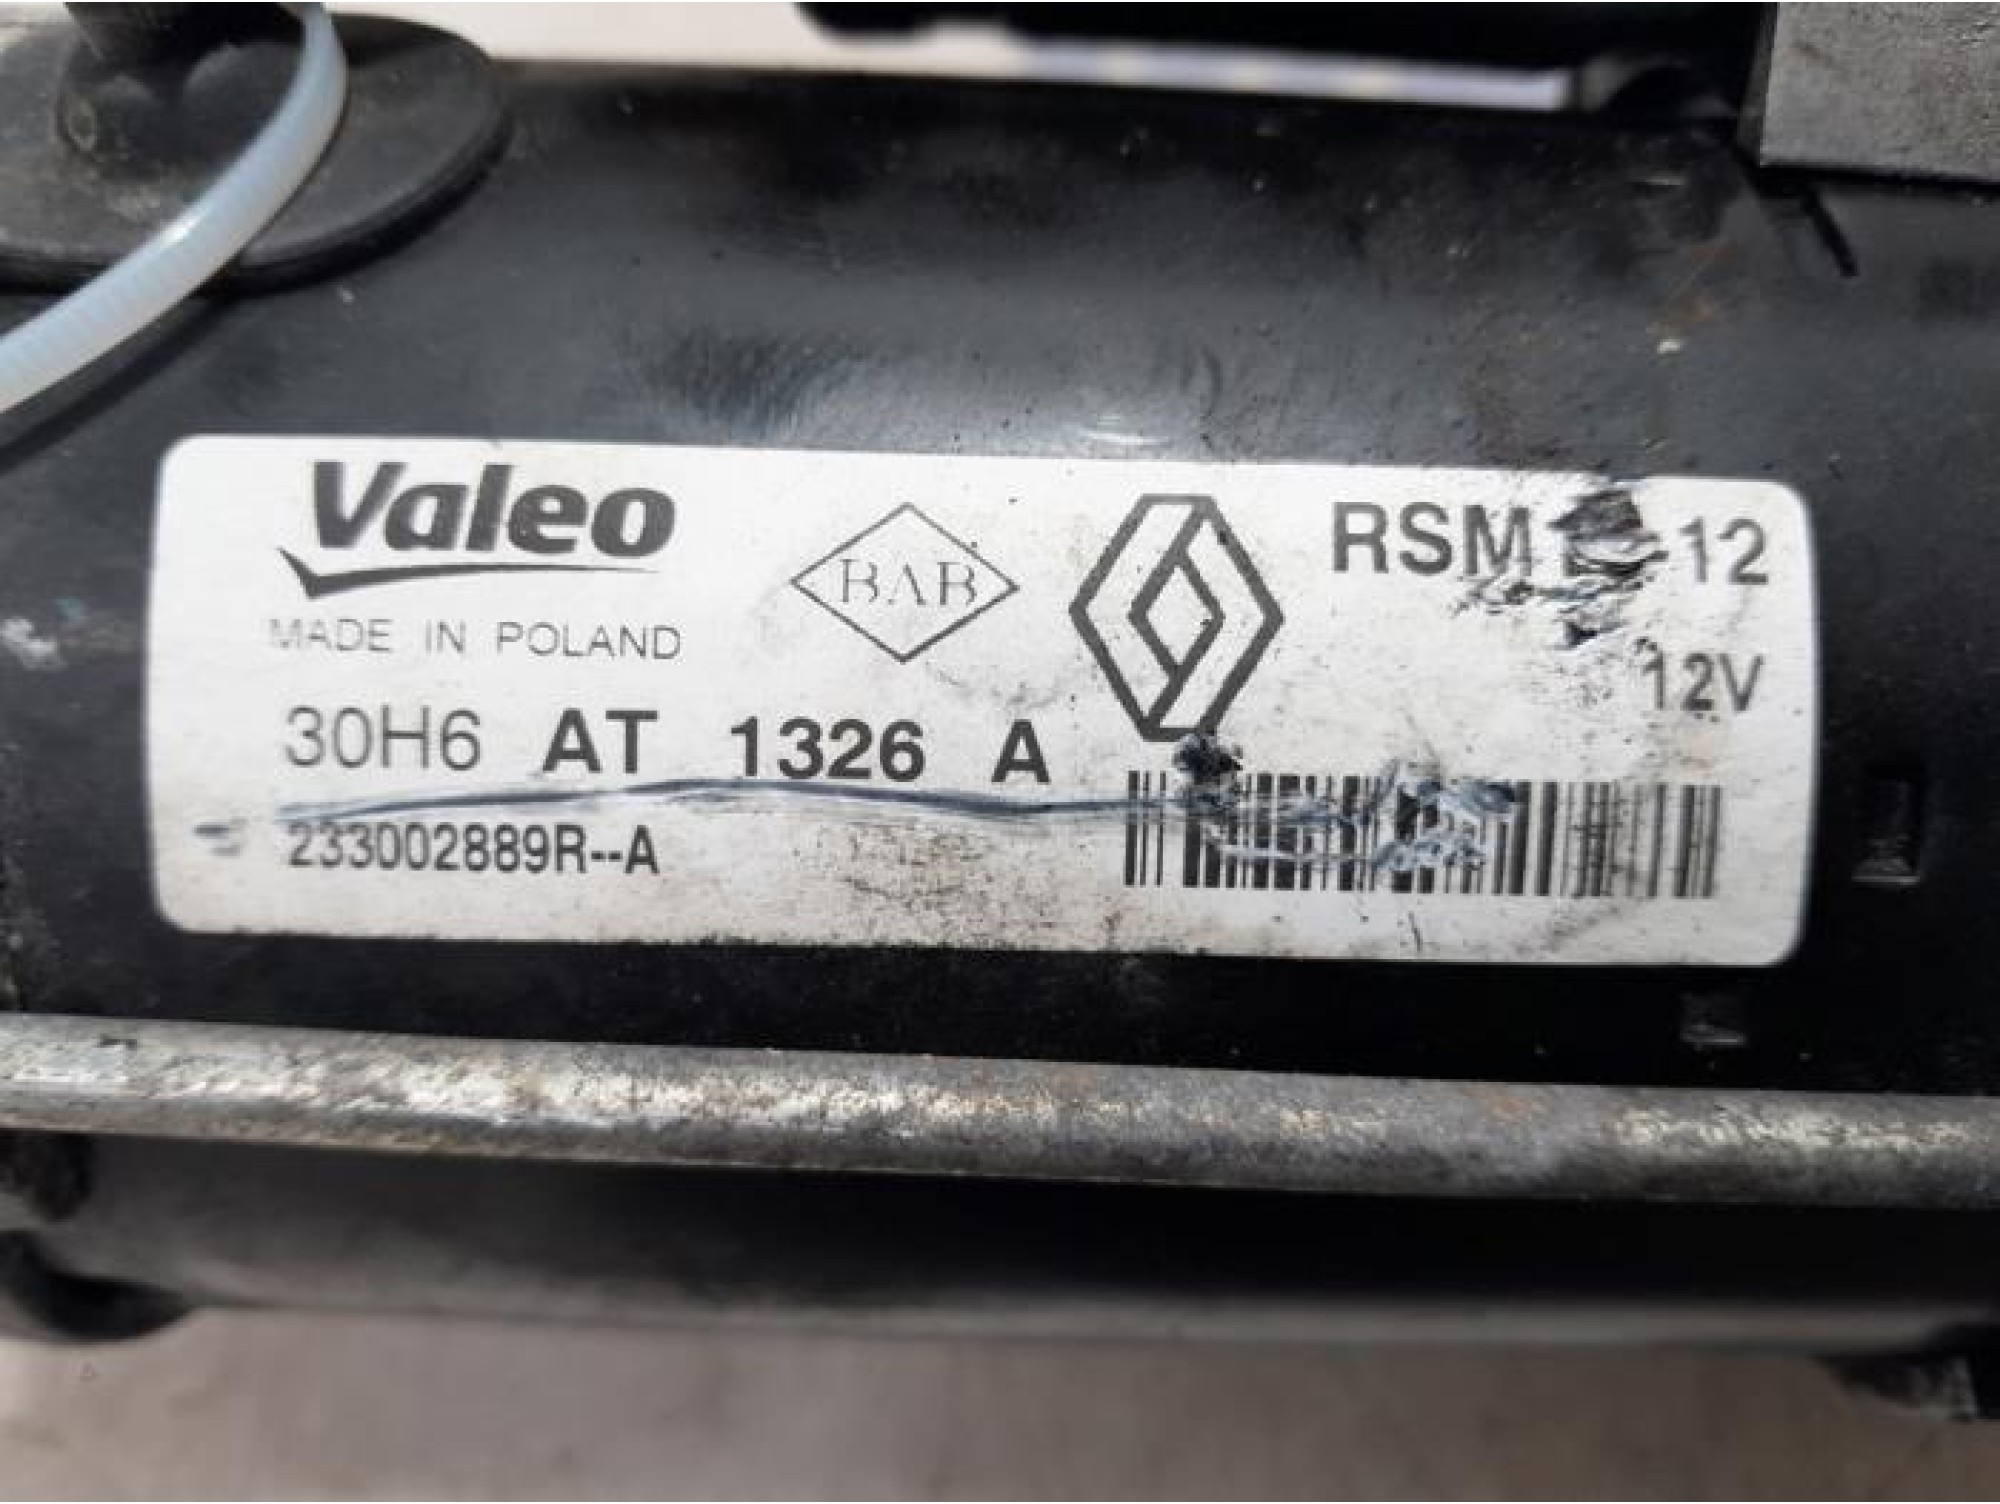 Valeo
MADE IN POLAND
BAB
RSM 12
12V
30H6 AT 1326 A
233002889R--A